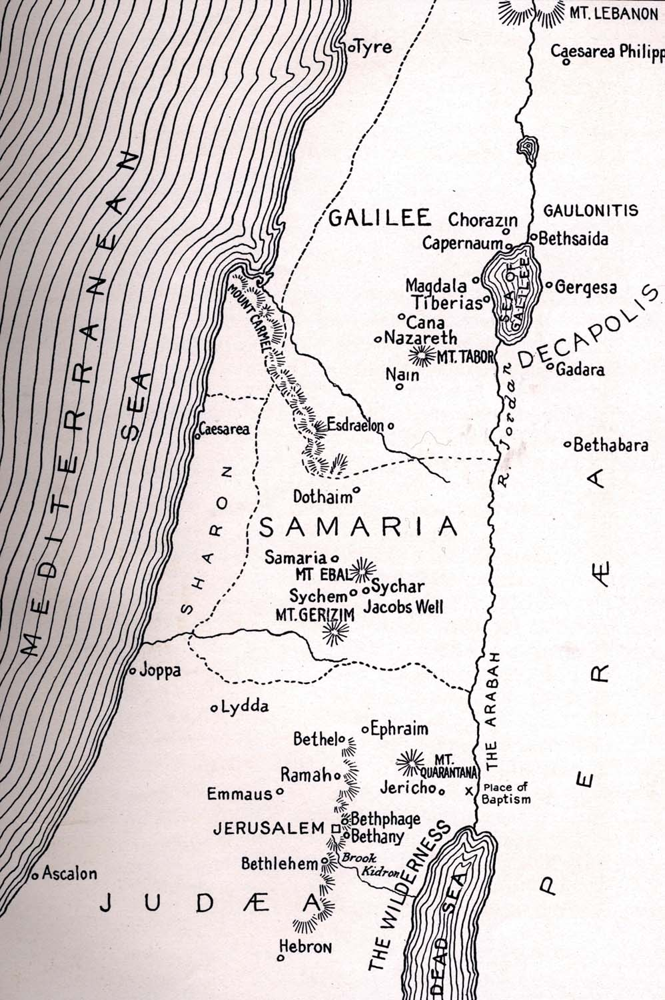 MT. LEBANON
Tyre
Caesarea Philipp
MEDITERRANEAN
SEA
GALILEE
Chorazin
GAULONITIS
Capernaum
Bethsaida
SEA OF
GALILEE
Magdala
Gergesa
Tiberias
MOUNT CARMEL
Cana
Nazareth
DECAPOLIS
MT. TABOR
Gadara
Nain
R. Jordan
Caesarea
Esdraelon
Bethabara
SHARON
Dothaim
SAMARIA
Samaria
MT EBAL
Sychar
Sychem
Jacobs Well
MT. GERIZIM
PERÆA
Joppa
THE ARABAH
Lydda
Ephraim
Bethel
MT.
QUARANTANA
Ramah
Jericho
x Place of
Baptism
Emmaus
Bethphage
JERUSALEM
Bethany
THE WILDERNESS
Bethlehem
Brook
Kidron
Ascalon
JUDÆA
DEAD SEA
Hebron